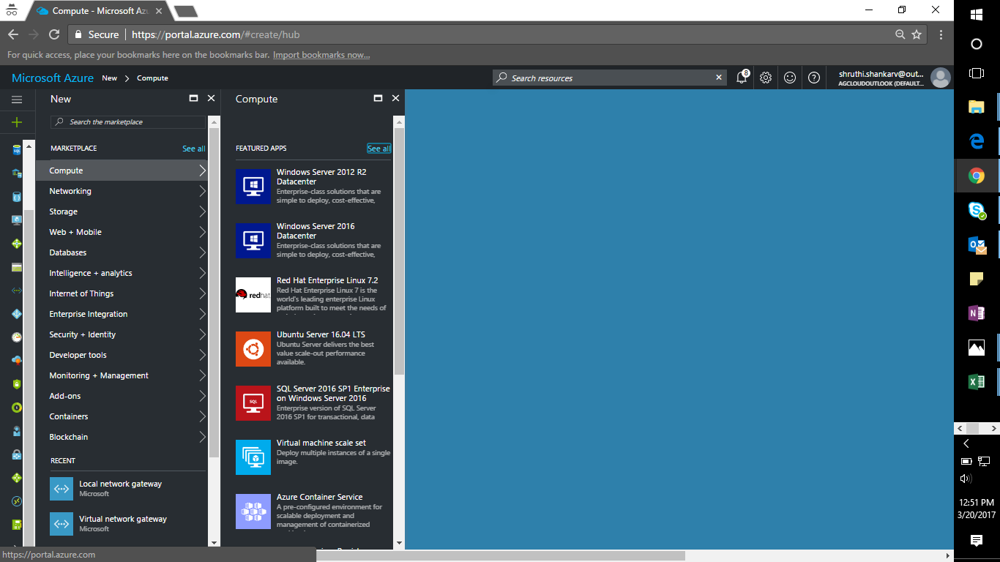 Compute - Microsoft Az
Secure
https://portal.azure.com/#create/hub
For quick access, place your bookmarks here on the bookmarks bar. Import bookmarks now...
Microsoft Azure New > Compute
Search resources
8
shruthi.shankarv@out...
AGCLOUDOUTLOOK (DEFAULT...
New
Search the marketplace
MARKETPLACE
See all
Compute
Networking
Storage
Web + Mobile
Databases
Intelligence + analytics
Internet of Things
Enterprise Integration
Security + Identity
Developer tools
Monitoring + Management
Add-ons
Containers
Blockchain
RECENT
Local network gateway
Microsoft
Virtual network gateway
Microsoft
Compute
FEATURED APPS
See all
Windows Server 2012 R2
Datacenter
Enterprise-class solutions that are
simple to deploy, cost-effective,
Windows Server 2016
Datacenter
Enterprise-class solutions that are
simple to deploy, cost-effective,
redhat
Red Hat Enterprise Linux 7.2
Red Hat Enterprise Linux 7 is the
world's leading enterprise Linux
platform built to meet the needs of
Ubuntu Server 16.04 LTS
Ubuntu Server delivers the best
value scale-out performance
available.
SQL
SQL Server 2016 SP1 Enterprise
on Windows Server 2016
Enterprise version of SQL Server
2016 SP1 for transactional, data
Virtual machine scale set
Deploy multiple instances of a single
image.
Azure Container Service
A pre-configured environment for
scalable deployment and
management of containerized
https://portal.azure.com
12:51 PM
3/20/2017